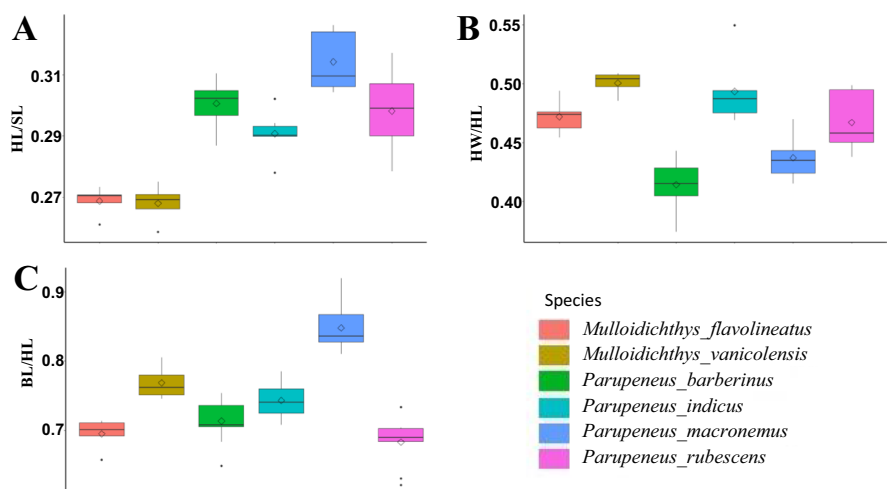 A
HL/SL
0.31
0.29
0.27
B
HW/HL
0.55
0.50
0.45
0.40
C
BL/HL
0.9
0.8
0.7
Species
Mulloidichthys_flavolineatus
Mulloidichthys_vanicolensis
Parupeneus_barberinus
Parupeneus_indicus
Parupeneus_macronemus
Parupeneus_rubescens